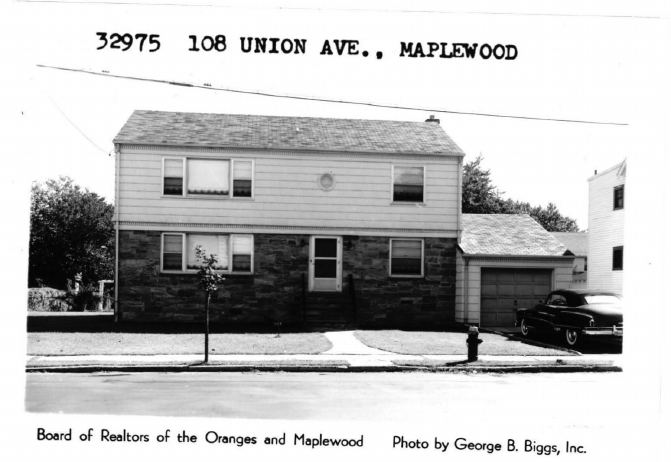 32975 108 UNION AVE., MAPLEWOOD
Board of Realtors of the Oranges and Maplewood Photo by George B. Biggs, Inc.